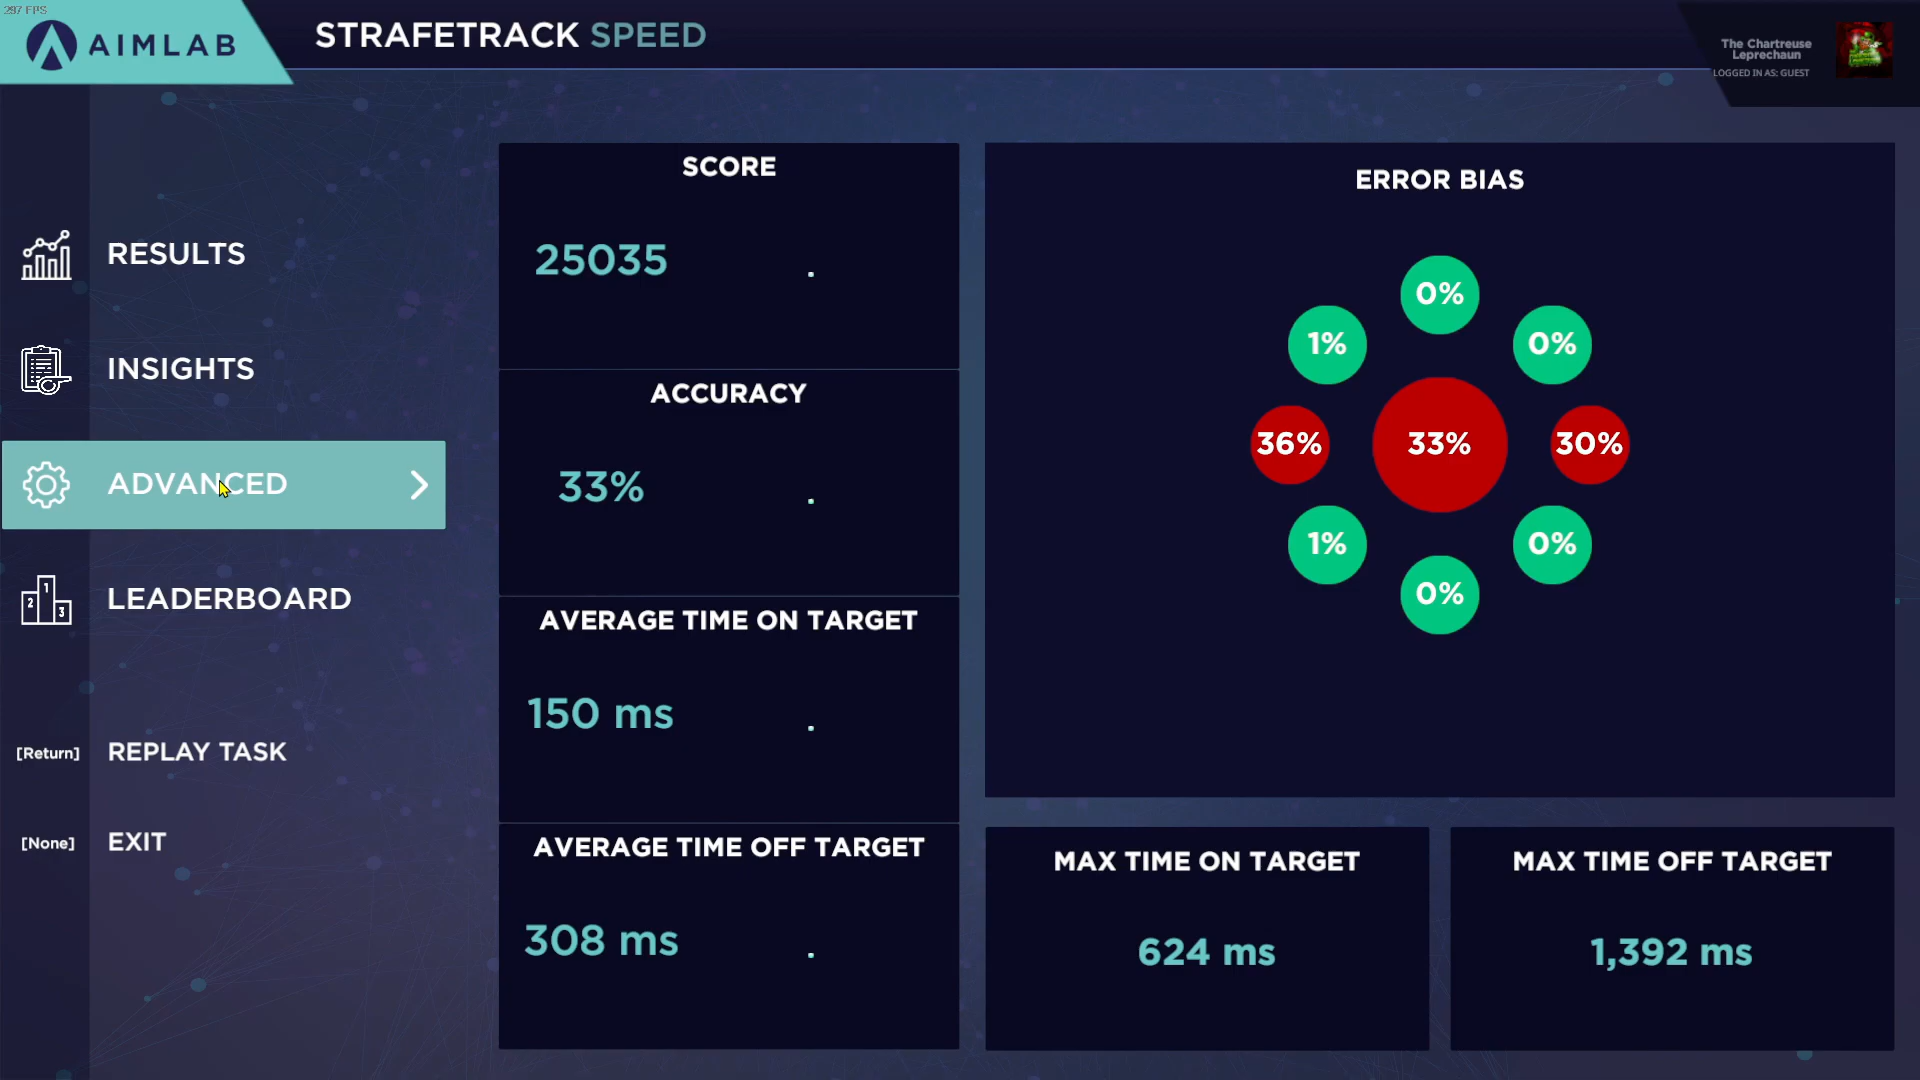 297 FPS
AIMLAB
STRAFETRACK SPEED
The Chartreuse
Leprechaun
LOGGED IN AS: GUEST
RESULTS
INSIGHTS
ADVANCED
LEADERBOARD
1
2
3
[Return] REPLAY TASK
[None] EXIT
SCORE
25035
.
ACCURACY
33%
.
AVERAGE TIME ON TARGET
150 ms
.
AVERAGE TIME OFF TARGET
308 ms
.
ERROR BIAS
0%
1% 0%
36% 33% 30%
1% 0%
0%
MAX TIME ON TARGET
624 ms
MAX TIME OFF TARGET
1,392 ms